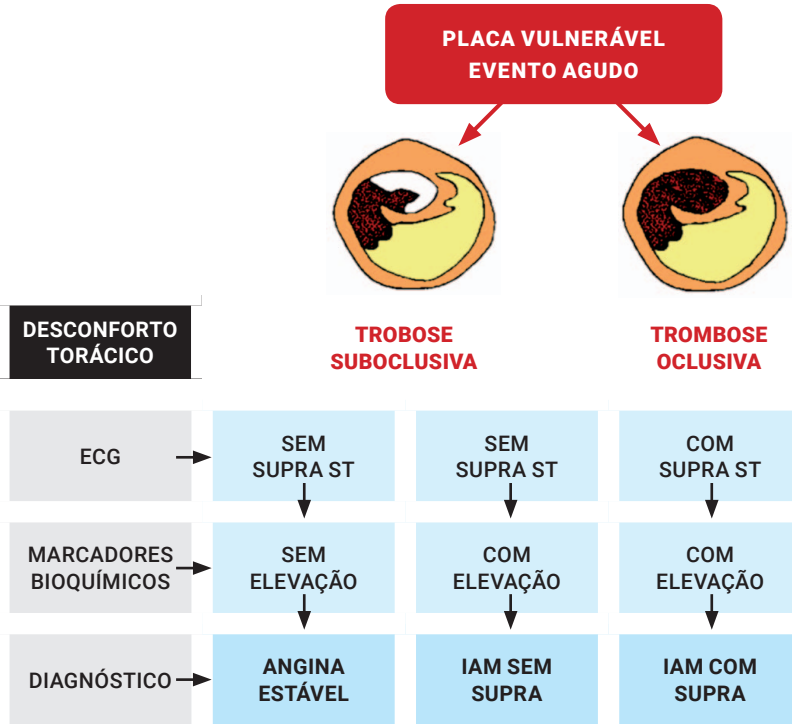 PLACA VULNERÁVEL
EVENTO AGUDO
DESCONFORTO
TORÁCICO
TROBOSE
SUBOCLUSIVA
TROMBOSE
OCLUSIVA
ECG
SEM
SUPRA ST
SEM
SUPRA ST
COM
SUPRA ST
MARCADORES
BIOQUÍMICOS
SEM
ELEVAÇÃO
COM
ELEVAÇÃO
COM
ELEVAÇÃO
DIAGNÓSTICO
ANGINA
ESTÁVEL
IAM SEM
SUPRA
IAM COM
SUPRA